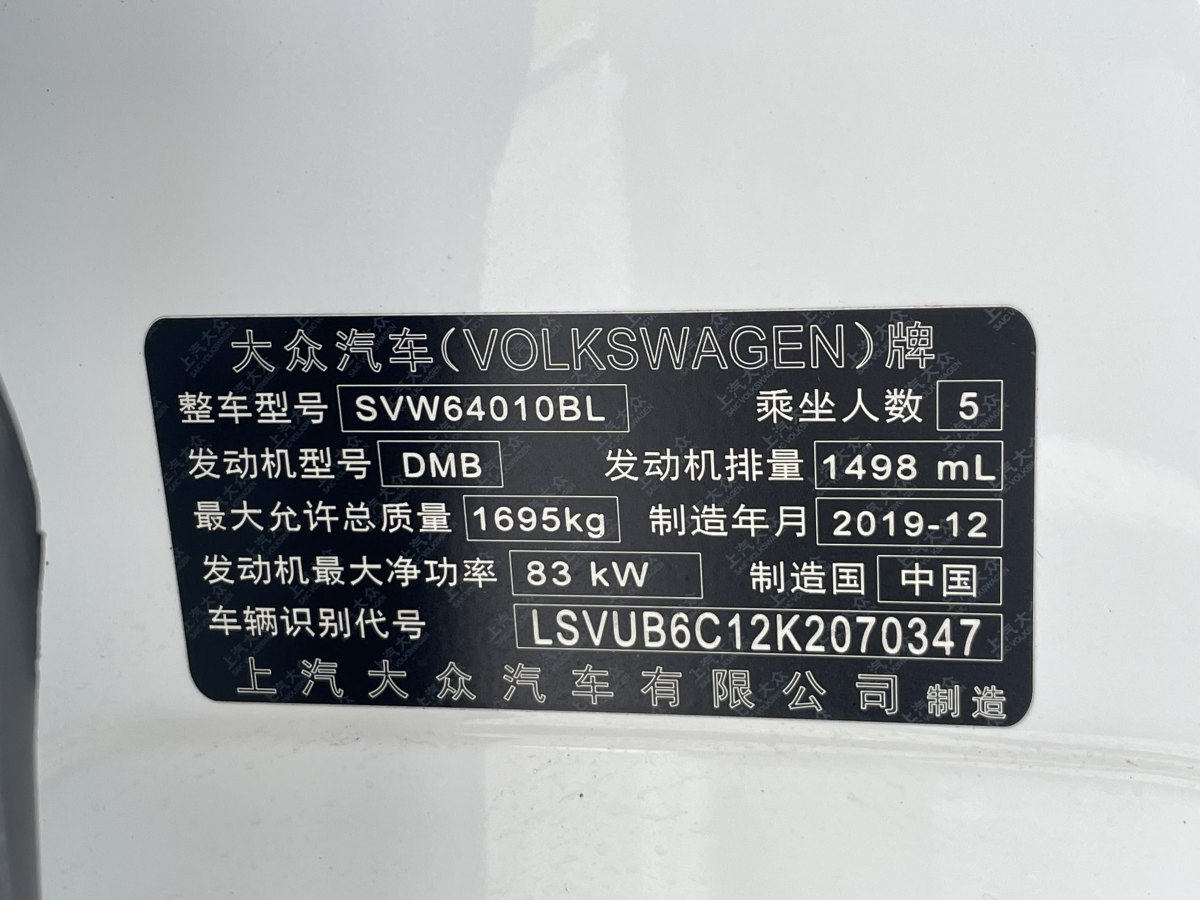 大众汽车(VOLKSWAGEN)牌
整车型号 SVW64010BL 乘坐人数 5
发动机型号 DMB 发动机排量 1498 mL
最大允许总质量 1695kg 制造年月 2019-12
发动机最大净功率 83 kW 制造国 中国
车辆识别代号 LSVUB6C12K2070347
上汽大众汽车有限公司 制造